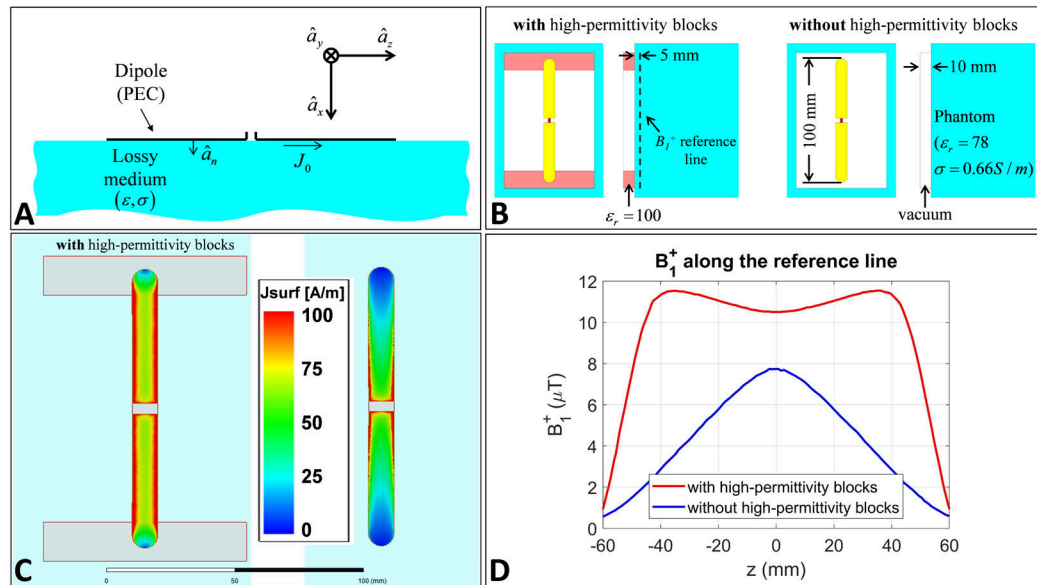 â_y
â_z
Dipole
(PEC)
â_x
â_n
J_0
Lossy
medium
(ε,σ)
A
with high-permittivity blocks
without high-permittivity blocks
5 mm
10 mm
100 mm
B_1^+ reference
line
Phantom
(ε_r = 78
σ = 0.66S / m)
ε_r = 100
vacuum
B
with high-permittivity blocks
Jsurf [A/m]
100
75
50
25
0
0
50
100 (mm)
C
B_1^+ along the reference line
12
10
8
6
4
2
0
B_1^+ (μT)
with high-permittivity blocks
without high-permittivity blocks
-60
-40
-20
0
20
40
60
z (mm)
D